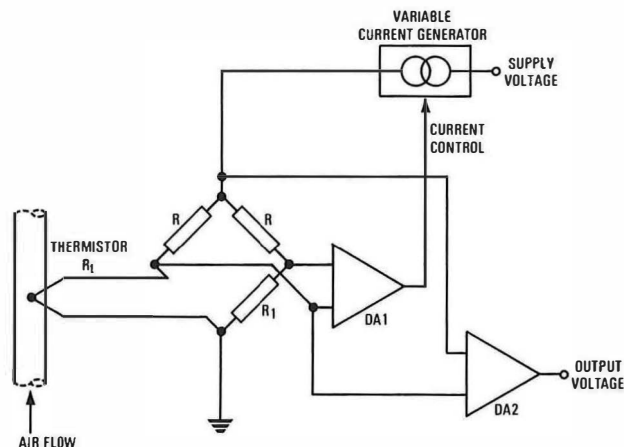 VARIABLE
CURRENT GENERATOR
SUPPLY
VOLTAGE
CURRENT
CONTROL
R
R
THERMISTOR
Rt
R1
DA1
DA2
OUTPUT
VOLTAGE
AIR FLOW